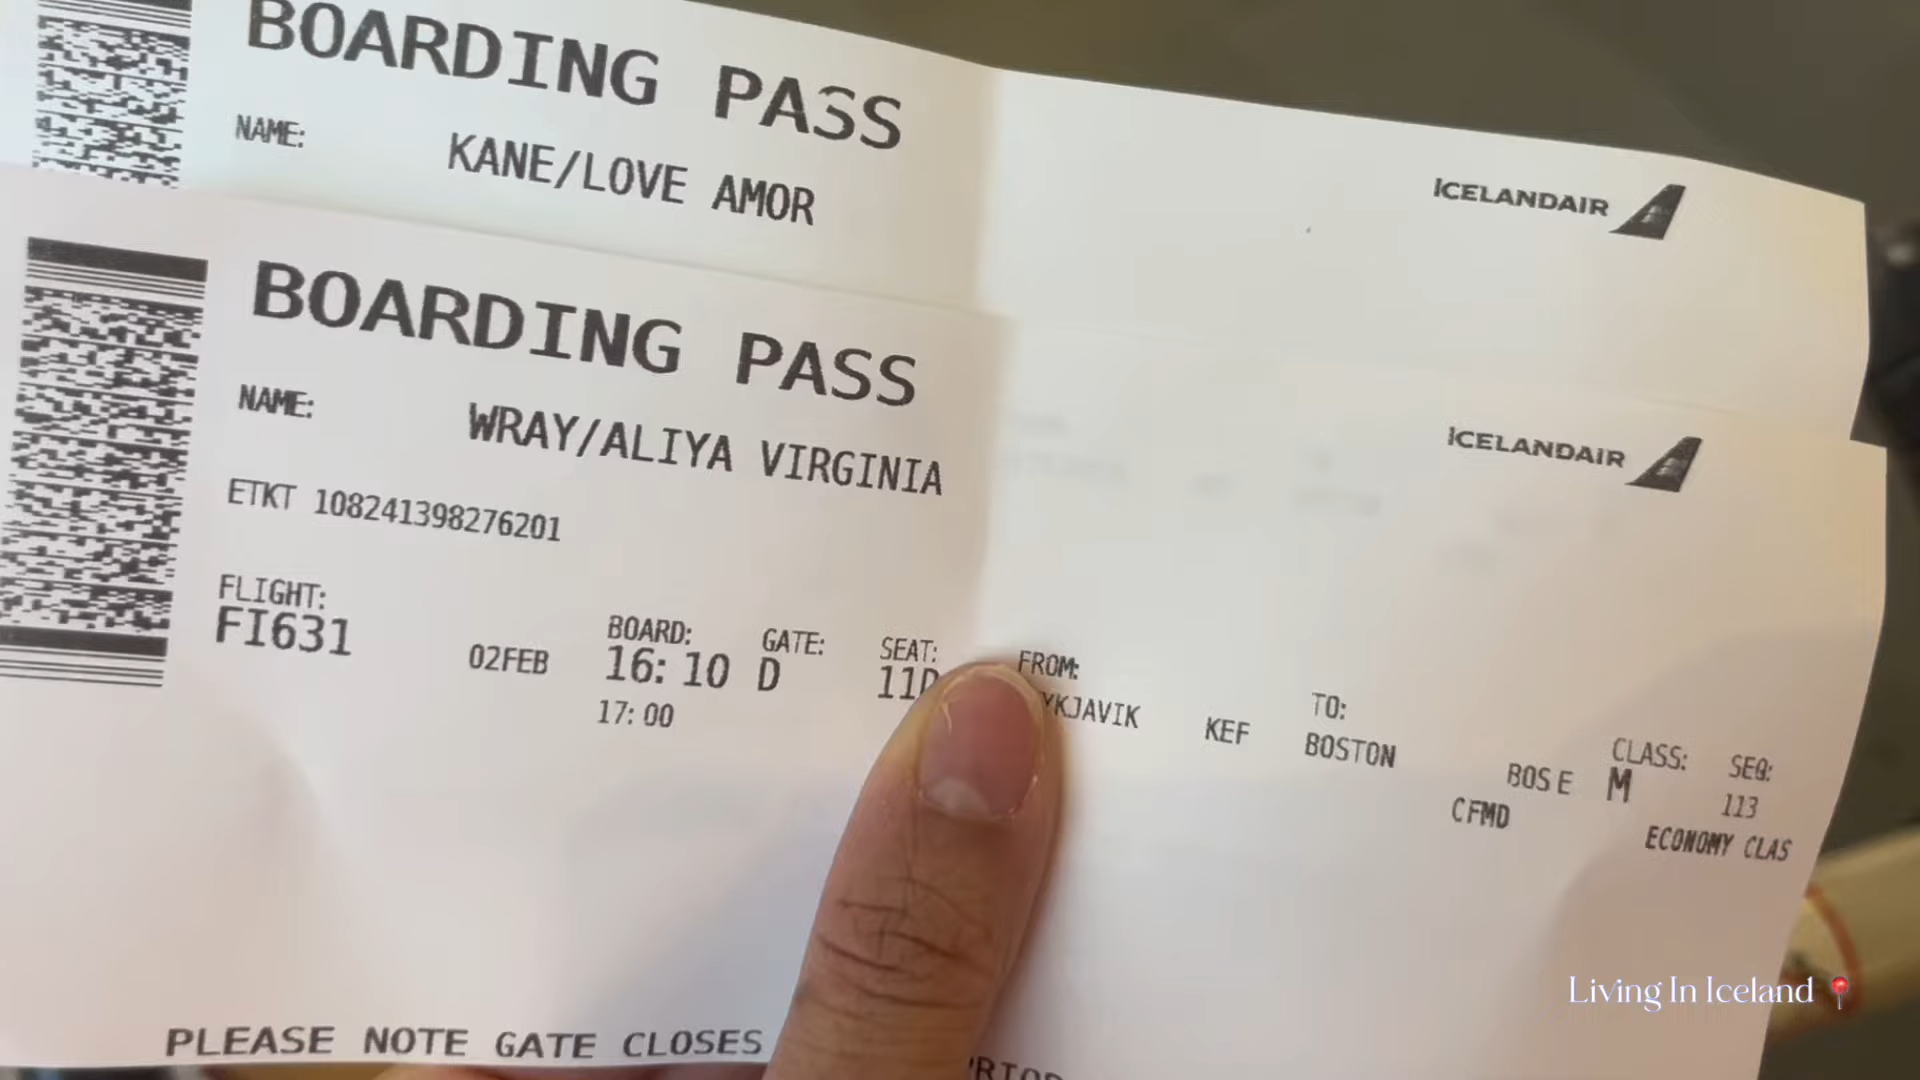 BOARDING PASS
NAME: KANE/LOVE AMOR
ICELANDAIR
BOARDING PASS
NAME: WRAY/ALIYA VIRGINIA
ICELANDAIR
ETKT 108241398276201
FLIGHT: BOARD: GATE: SEAT: FROM: TO: CLASS: SEQ:
FI631 02FEB 16:10 D 11D YKJAVIK KEF BOSTON BOS E M 113
17:00 CFMD ECONOMY CLAS
PLEASE NOTE GATE CLOSES
Living In Iceland